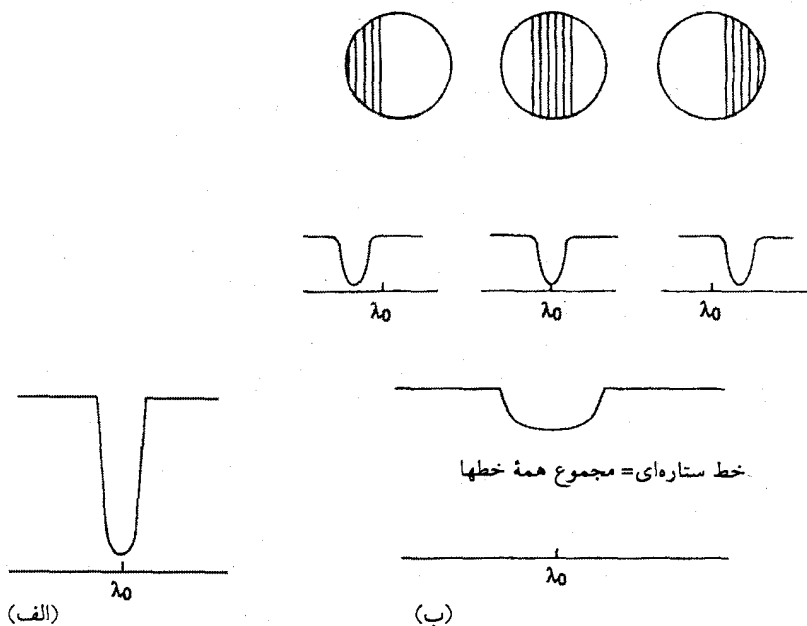 λ₀ λ₀ λ₀
خط ستاره‌ای= مجموع همهٔ خطها
λ₀
λ₀
(الف)
(ب)